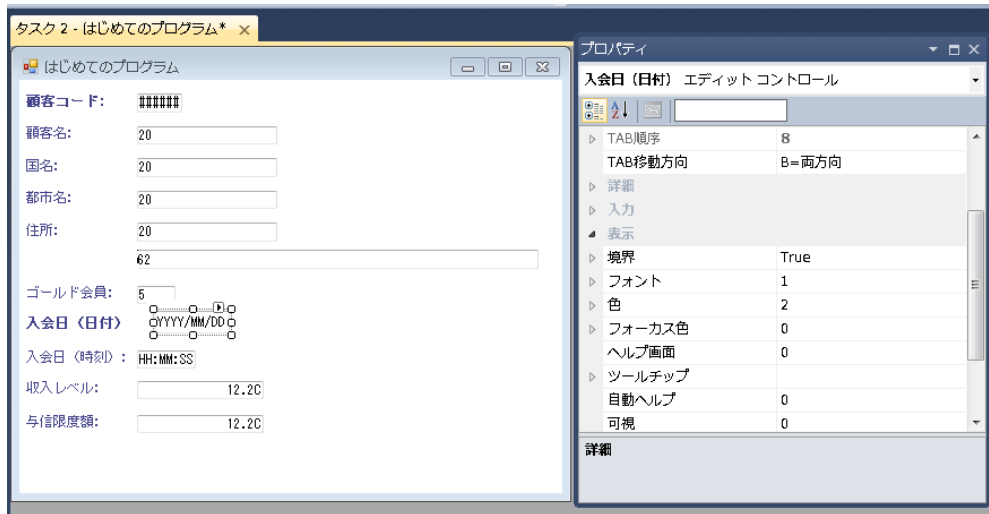 タスク 2 - はじめてのプログラム*
はじめてのプログラム
顧客コード: ######
顧客名: 20
国名: 20
都市名: 20
住所: 20
62
ゴールド会員: 5
入会日（日付） YYYY/MM/DD
入会日（時刻）: HH:MM:SS
収入レベル: 12.2C
与信限度額: 12.2C
プロパティ
入会日（日付） エディット コントロール
TAB順序 8
TAB移動方向 B=両方向
詳細
入力
表示
境界 True
フォント 1
色 2
フォーカス色 0
ヘルプ画面 0
ツールチップ
自動ヘルプ 0
可視 0
詳細